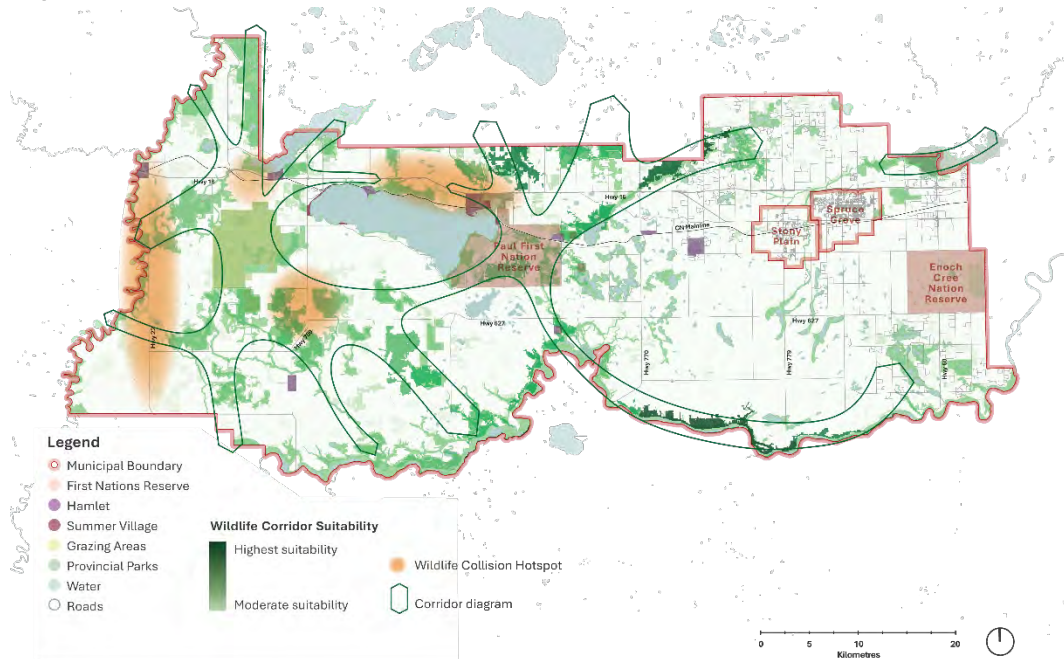 Hwy 16
Hwy 16
CN Mainline
Spruce
Grove
Stony
Plain
Paul First
Nation
Reserve
Enoch
Cree
Nation
Reserve
Hwy 627
Hwy 627
Hwy 22
Hwy 770
Hwy 779
Hwy 60
Legend
Municipal Boundary
First Nations Reserve
Hamlet
Summer Village
Grazing Areas
Provincial Parks
Water
Roads
Wildlife Corridor Suitability
Highest suitability
Moderate suitability
Wildlife Collision Hotspot
Corridor diagram
0 5 10 20
Kilometres